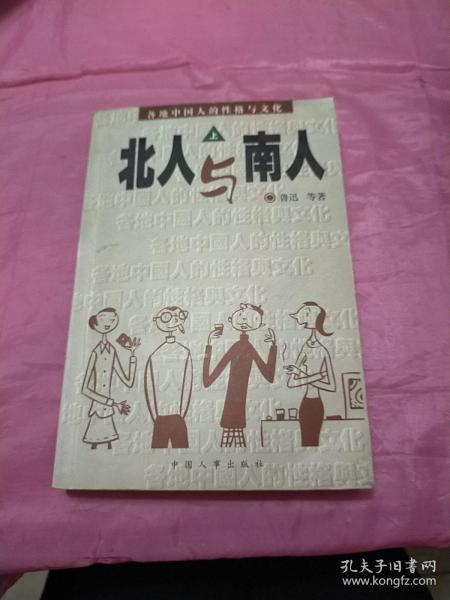 各地中国人的性格与文化
上
北人与南人
鲁迅 等著
中国人事出版社
孔夫子旧书网
www.kongfz.com